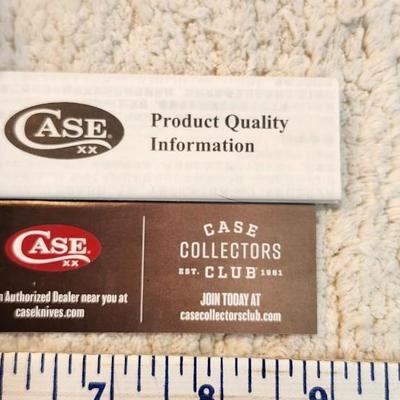 CASE
XX
Product Quality
Information
CASE
XX
Authorized Dealer near you at
caseknives.com
CASE
COLLECTORS
EST. CLUB 1981
JOIN TODAY AT
casecollectorsclub.com
7 8 9